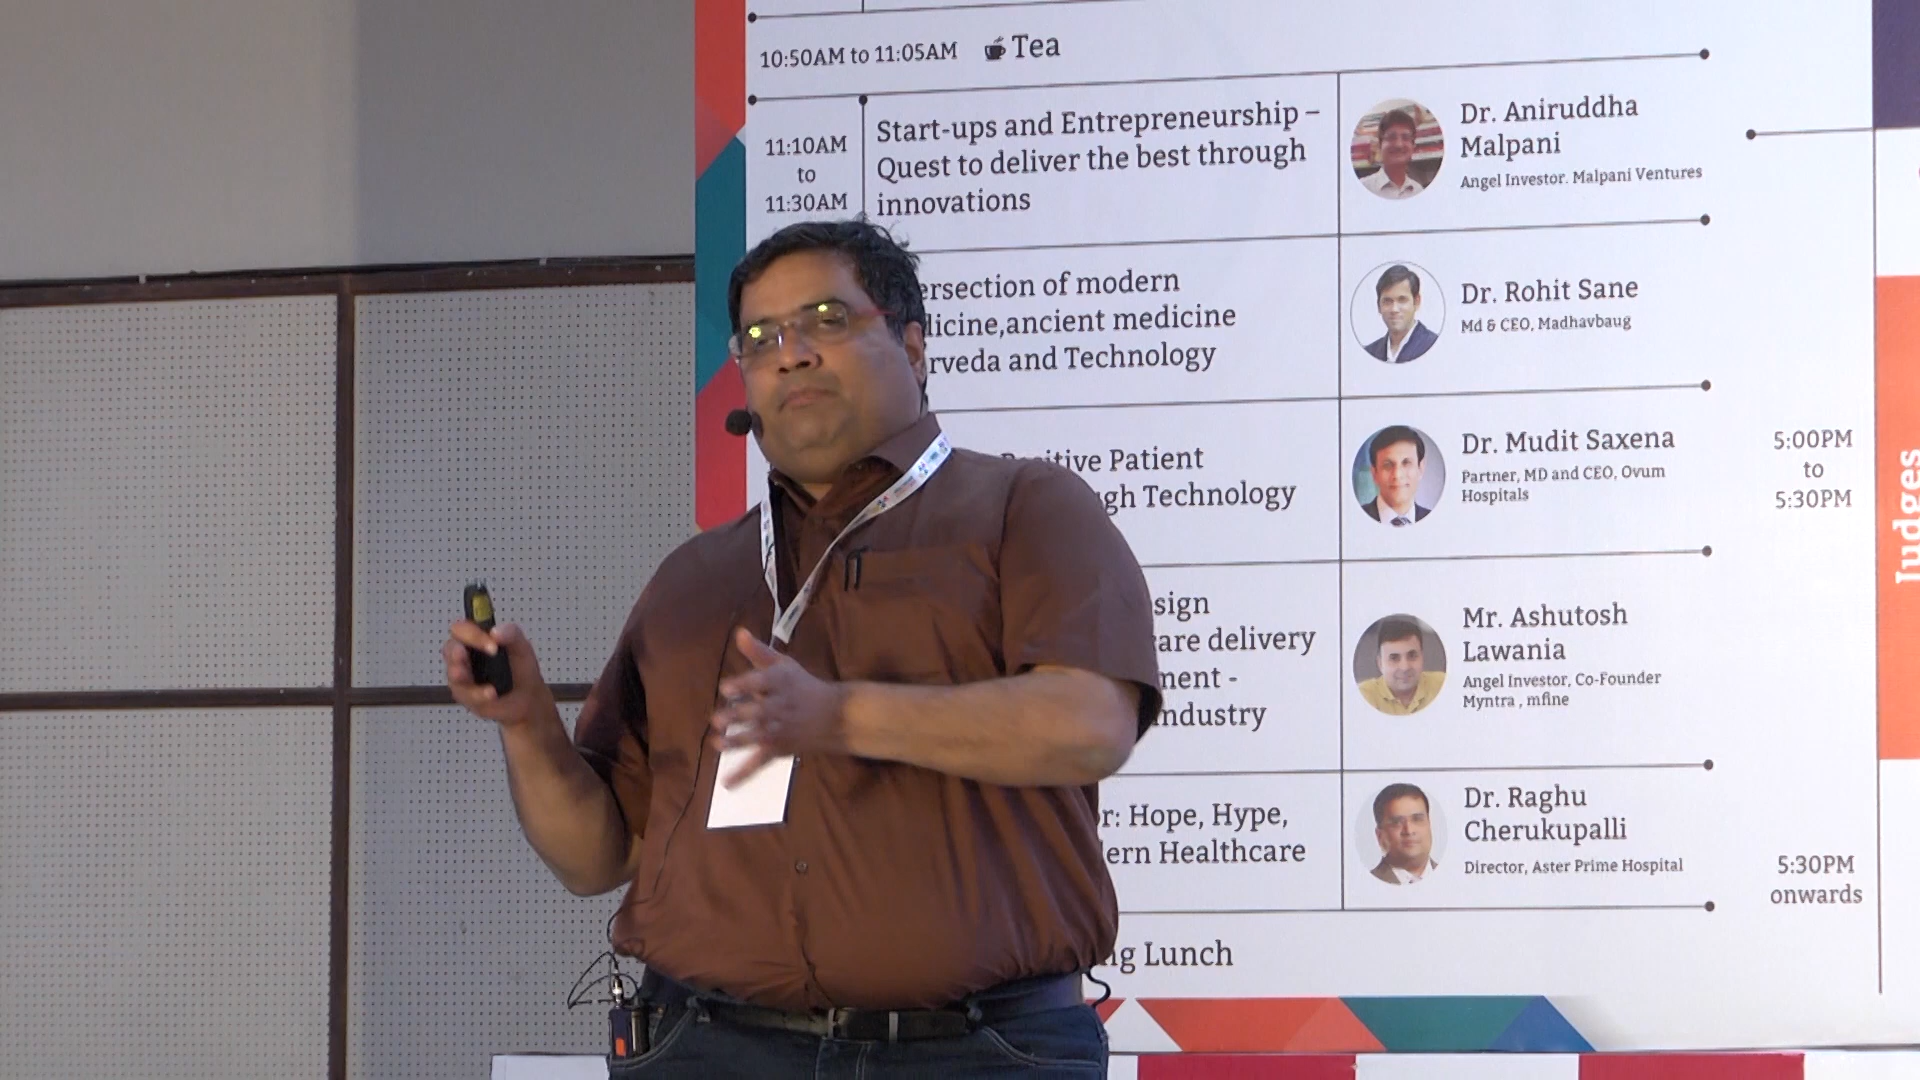 10:50AM to 11:05AM Tea
11:10AM
to
11:30AM
Start-ups and Entrepreneurship –
Quest to deliver the best through
innovations
Dr. Aniruddha
Malpani
Angel Investor. Malpani Ventures
ersection of modern
licine,ancient medicine
rveda and Technology
Dr. Rohit Sane
Md & CEO, Madhavbaug
itive Patient
gh Technology
Dr. Mudit Saxena
Partner, MD and CEO, Ovum
Hospitals
sign
are delivery
ment -
industry
Mr. Ashutosh
Lawania
Angel Investor, Co-Founder
Myntra , mfine
r: Hope, Hype,
ern Healthcare
Dr. Raghu
Cherukupalli
Director, Aster Prime Hospital
ng Lunch
5:00PM
to
5:30PM
5:30PM
onwards
Judges